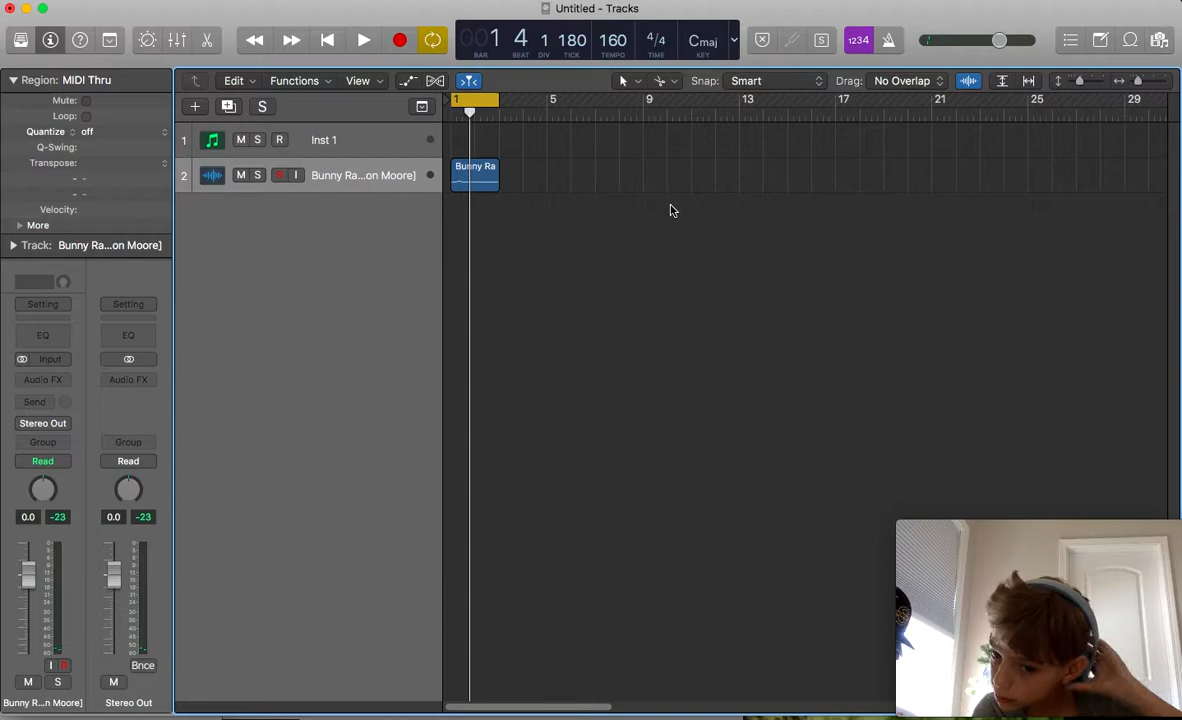 Untitled - Tracks
1 4 1 180 160 4/4 Cmaj
BAR BEAT DIV TICK TEMPO TIME KEY
S
1234
Region: MIDI Thru
Edit Functions View Snap: Smart Drag: No Overlap
Mute:
Loop:
Quantize off
Q-Swing:
Transpose:
- -
- -
Velocity:
More
S
1 5 9 13 17 21 25 29
1 M S R Inst 1
2 M S R I Bunny Ra...on Moore]
Bunny Ra
Track: Bunny Ra...on Moore]
Setting Setting
EQ EQ
Input
Audio FX Audio FX
Send
Stereo Out
Group Group
Read Read
0.0 -23 0.0 -23
I R Bnce
M S M
Bunny R...n Moore] Stereo Out